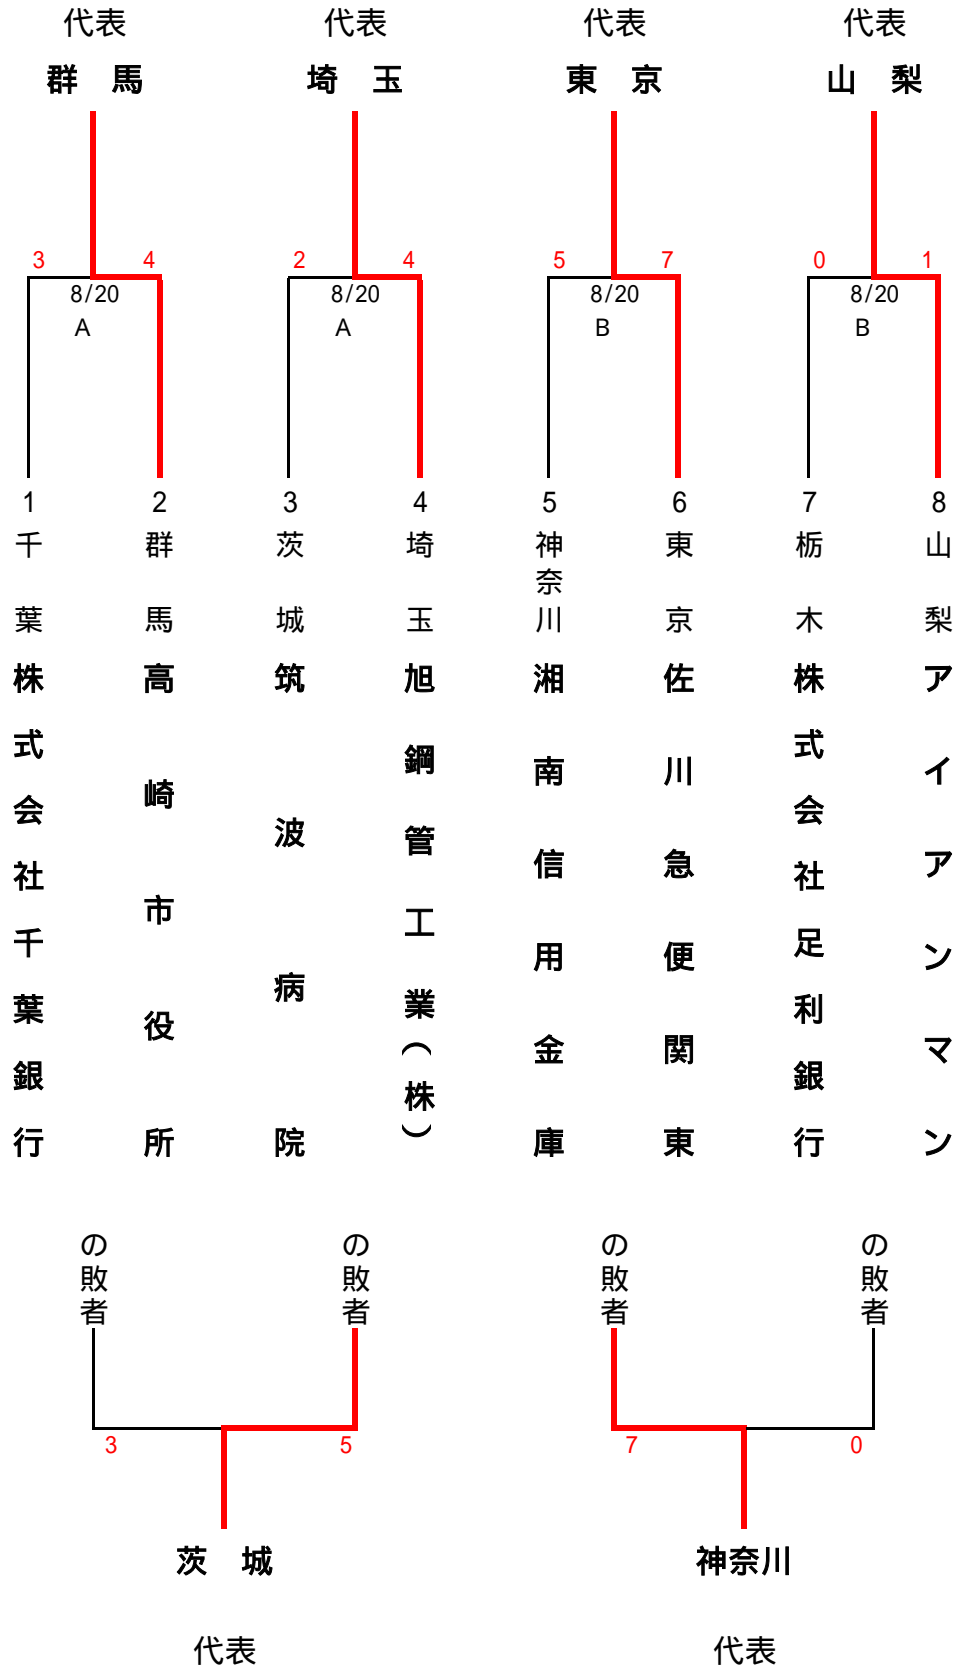 代表 代表 代表 代表
群 馬 埼 玉 東 京 山 梨
3 4 2 4 5 7 0 1
8/20 8/20 8/20 8/20
A A B B
1 2 3 4 5 6 7 8
千葉
株式会社千葉銀行
群馬
高崎市役所
茨城
筑波病院
埼玉
旭鋼管工業(株)
神奈川
湘南信用金庫
東京
佐川急便関東
栃木
株式会社足利銀行
山梨
アイアンマン
の敗者
の敗者
の敗者
の敗者
3 5 7 0
茨 城 神奈川
代表 代表